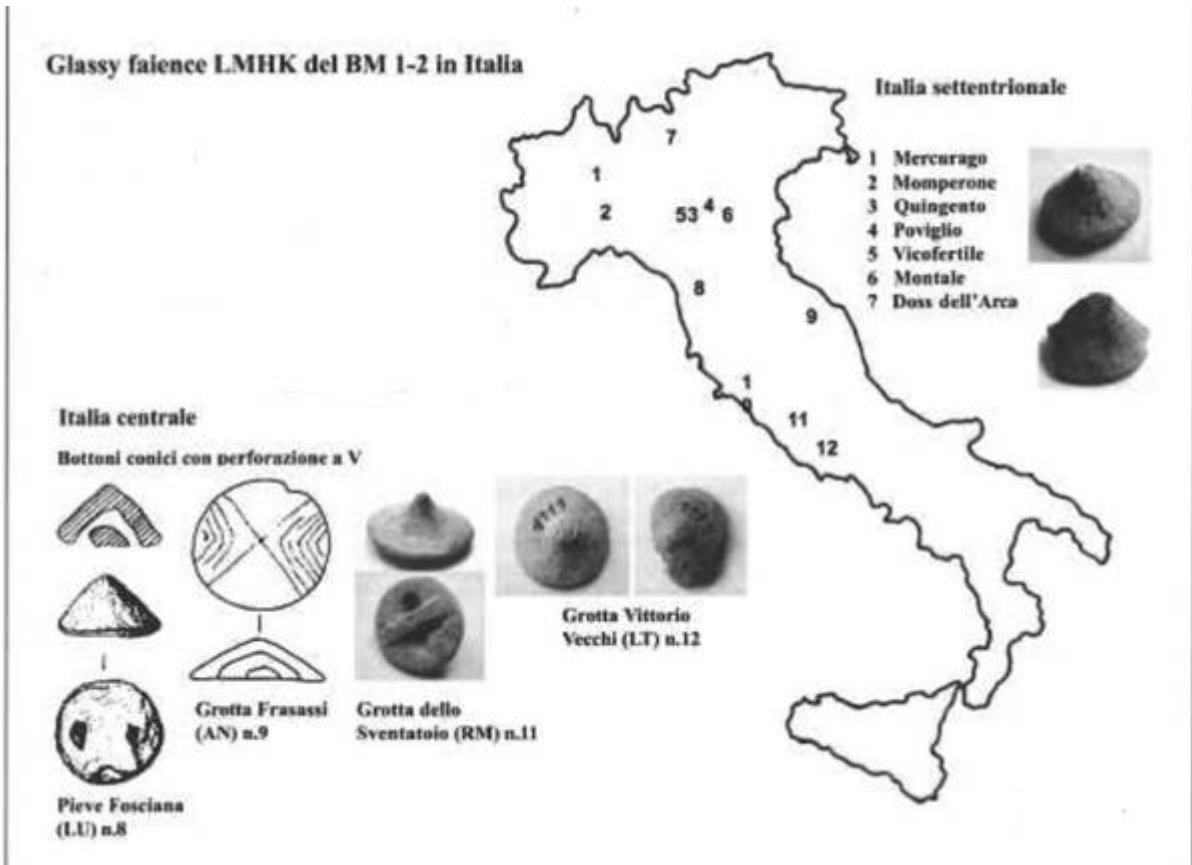 Glassy faience LMHK del BM 1-2 in Italia
Italia settentrionale
1 Mercurago
2 Momperone
3 Quingento
4 Poviglio
5 Vicofertile
6 Montale
7 Doss dell'Arca
7
1
2
53
4
6
8
9
1
11
12
Italia centrale
Bottoni conici con perforazione a V
Grotta Vittorio
Vecchi (LT) n.12
Grotta Frasassi
(AN) n.9
Grotta dello
Sventatoio (RM) n.11
Pieve Fosciana
(LU) n.8